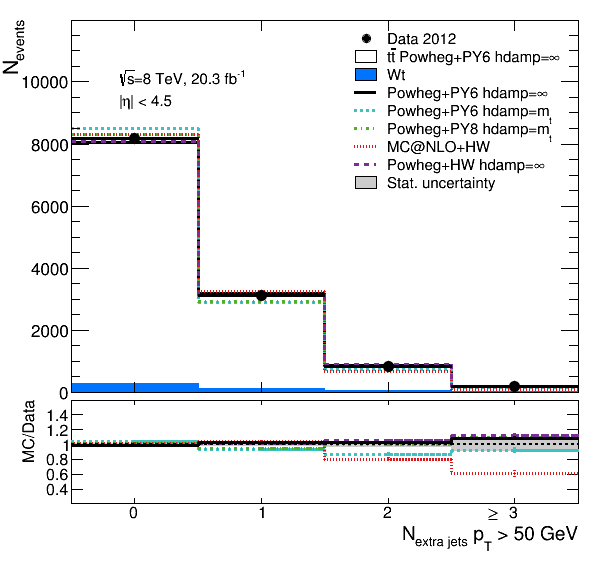 N_events
10000
8000
6000
4000
2000
0
√s=8 TeV, 20.3 fb⁻¹
|η| < 4.5
Data 2012
tt̄ Powheg+PY6 hdamp=∞
Wt
Powheg+PY6 hdamp=∞
Powheg+PY6 hdamp=m_t
Powheg+PY8 hdamp=m_t
MC@NLO+HW
Powheg+HW hdamp=∞
Stat. uncertainty
MC/Data
1.4
1.2
1
0.8
0.6
0.4
0 1 2 ≥ 3
N_extra jets p_T > 50 GeV